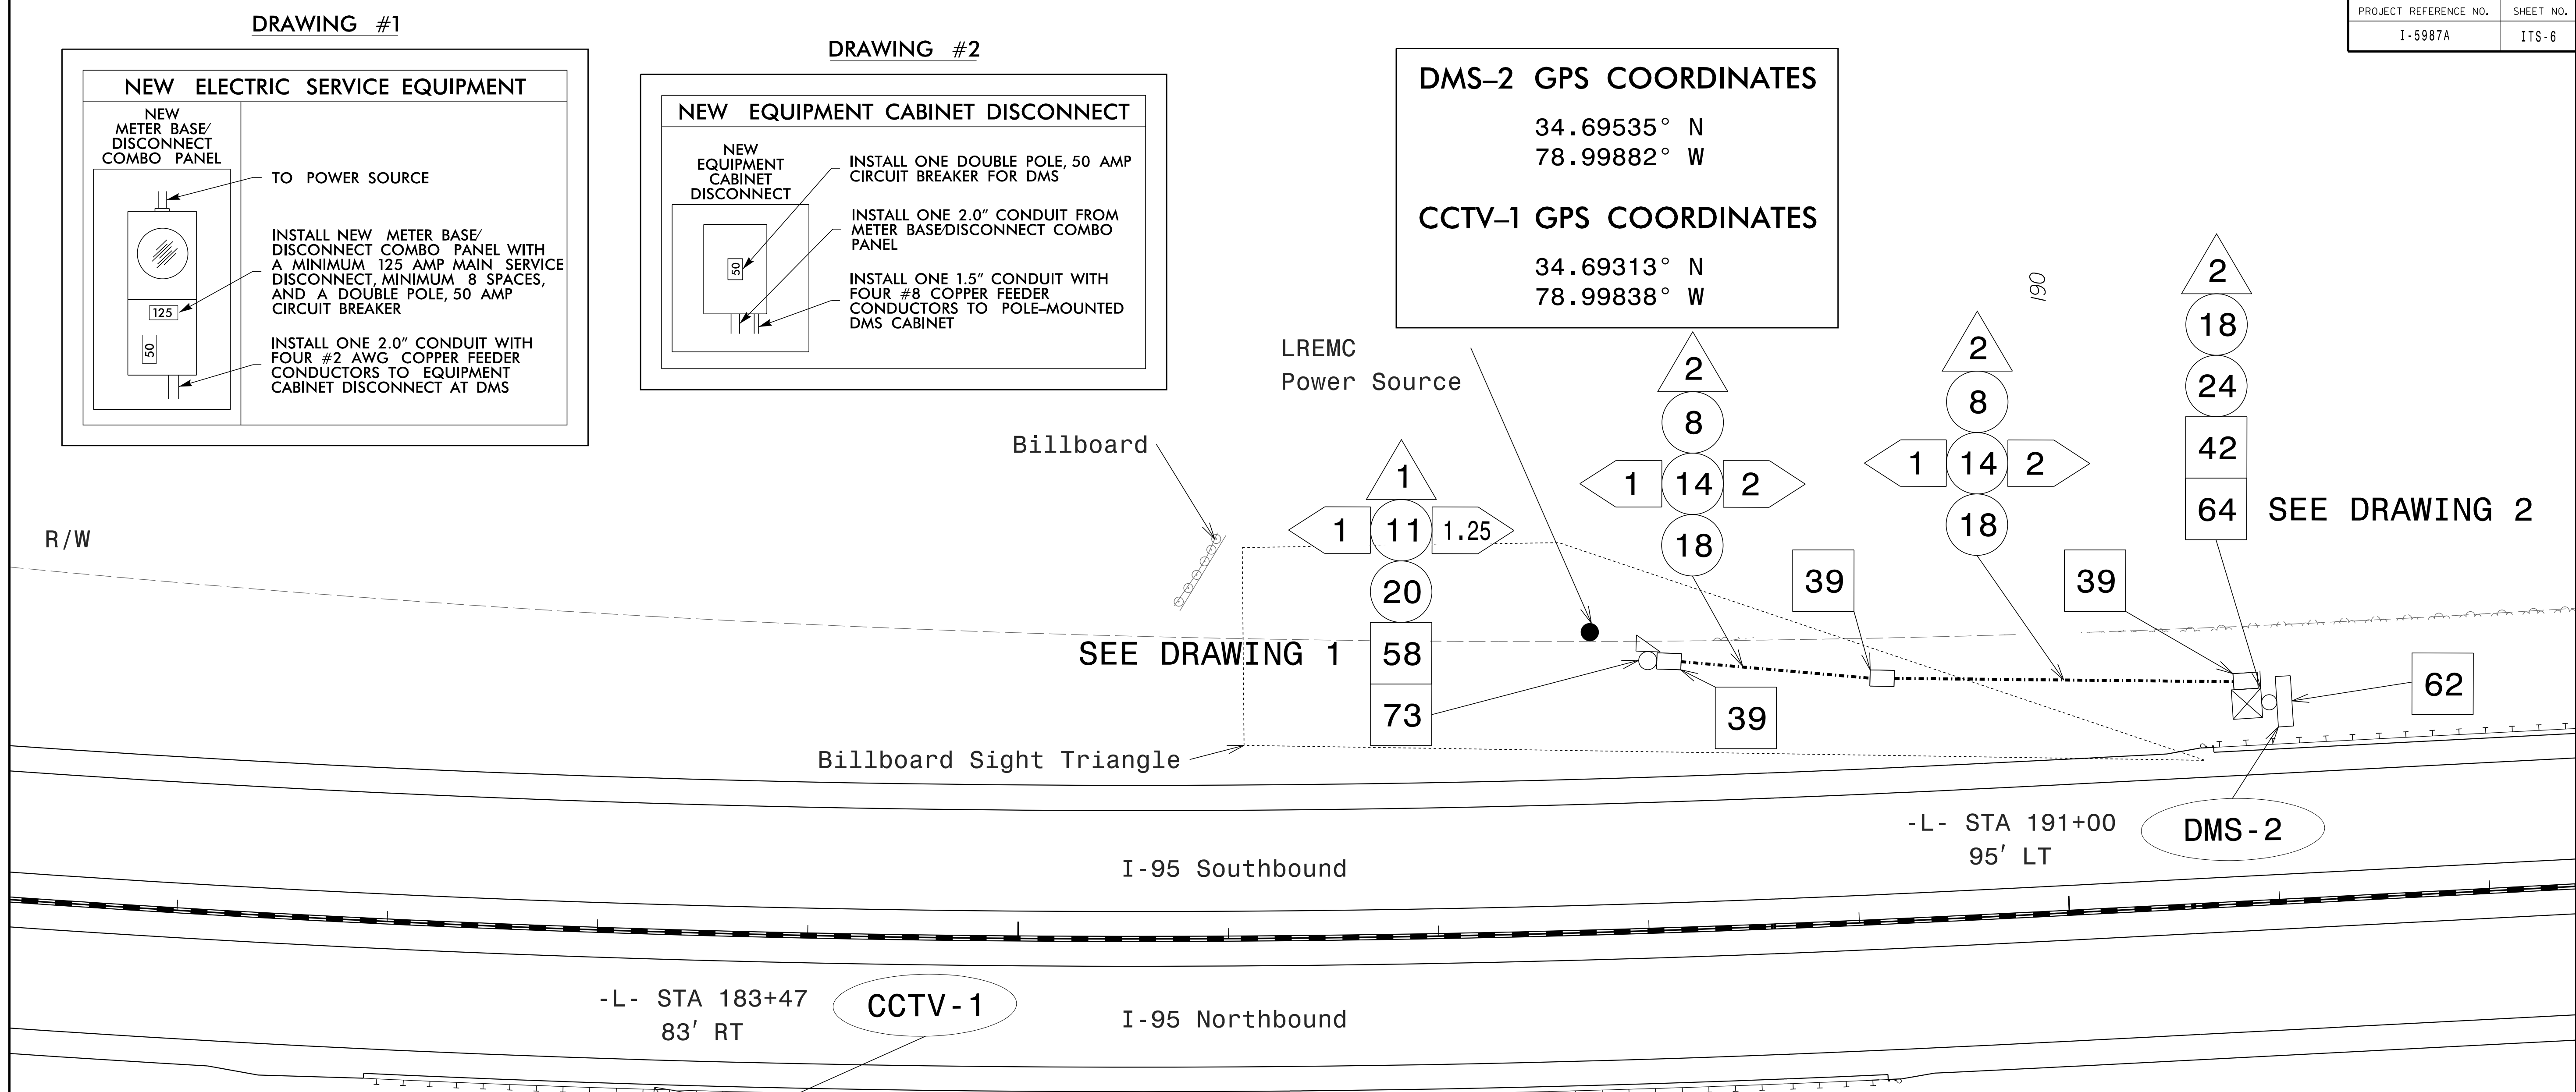 DRAWING #1
NEW ELECTRIC SERVICE EQUIPMENT
NEW
METER BASE/
DISCONNECT
COMBO PANEL
TO POWER SOURCE
INSTALL NEW METER BASE/
DISCONNECT COMBO PANEL WITH
A MINIMUM 125 AMP MAIN SERVICE
DISCONNECT, MINIMUM 8 SPACES,
AND A DOUBLE POLE, 50 AMP
CIRCUIT BREAKER
125
50
INSTALL ONE 2.0" CONDUIT WITH
FOUR #2 AWG COPPER FEEDER
CONDUCTORS TO EQUIPMENT
CABINET DISCONNECT AT DMS
DRAWING #2
NEW EQUIPMENT CABINET DISCONNECT
NEW
EQUIPMENT
CABINET
DISCONNECT
50
INSTALL ONE DOUBLE POLE, 50 AMP
CIRCUIT BREAKER FOR DMS
INSTALL ONE 2.0" CONDUIT FROM
METER BASE/DISCONNECT COMBO
PANEL
INSTALL ONE 1.5" CONDUIT WITH
FOUR #8 COPPER FEEDER
CONDUCTORS TO POLE-MOUNTED
DMS CABINET
DMS-2 GPS COORDINATES
34.69535° N
78.99882° W
CCTV-1 GPS COORDINATES
34.69313° N
78.99838° W
PROJECT REFERENCE NO. SHEET NO.
I-5987A ITS-6
LREMC
Power Source
Billboard
R/W
190
1
1 11 1.25
20
58
73
SEE DRAWING 1
2
8
1 14 2
18
2
8
1 14 2
18
2
18
24
42
64
SEE DRAWING 2
39
39
39
62
Billboard Sight Triangle
-L- STA 191+00
95' LT
DMS-2
I-95 Southbound
-L- STA 183+47
83' RT
CCTV-1
I-95 Northbound